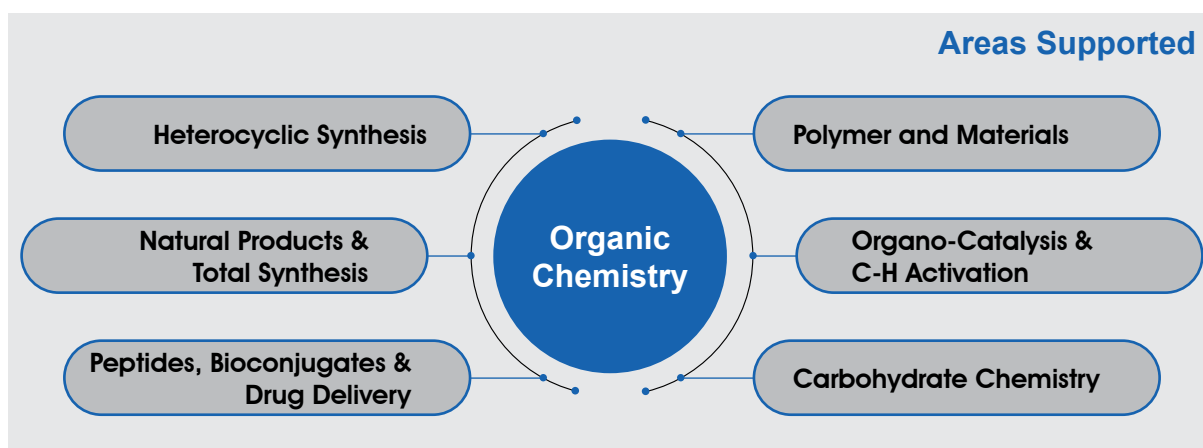 Areas Supported
Heterocyclic Synthesis
Natural Products &
Total Synthesis
Peptides, Bioconjugates &
Drug Delivery
Organic
Chemistry
Polymer and Materials
Organo-Catalysis &
C-H Activation
Carbohydrate Chemistry